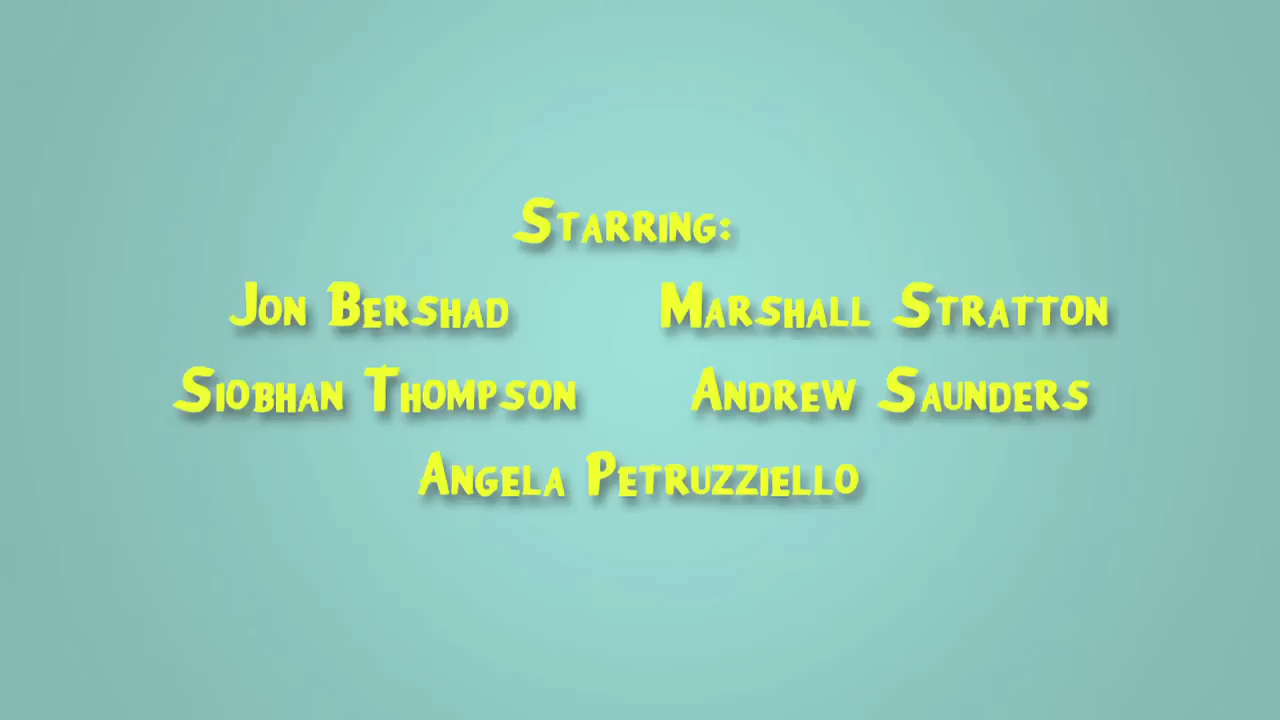 Starring:
Jon Bershad Marshall Stratton
Siobhan Thompson Andrew Saunders
Angela Petruzziello